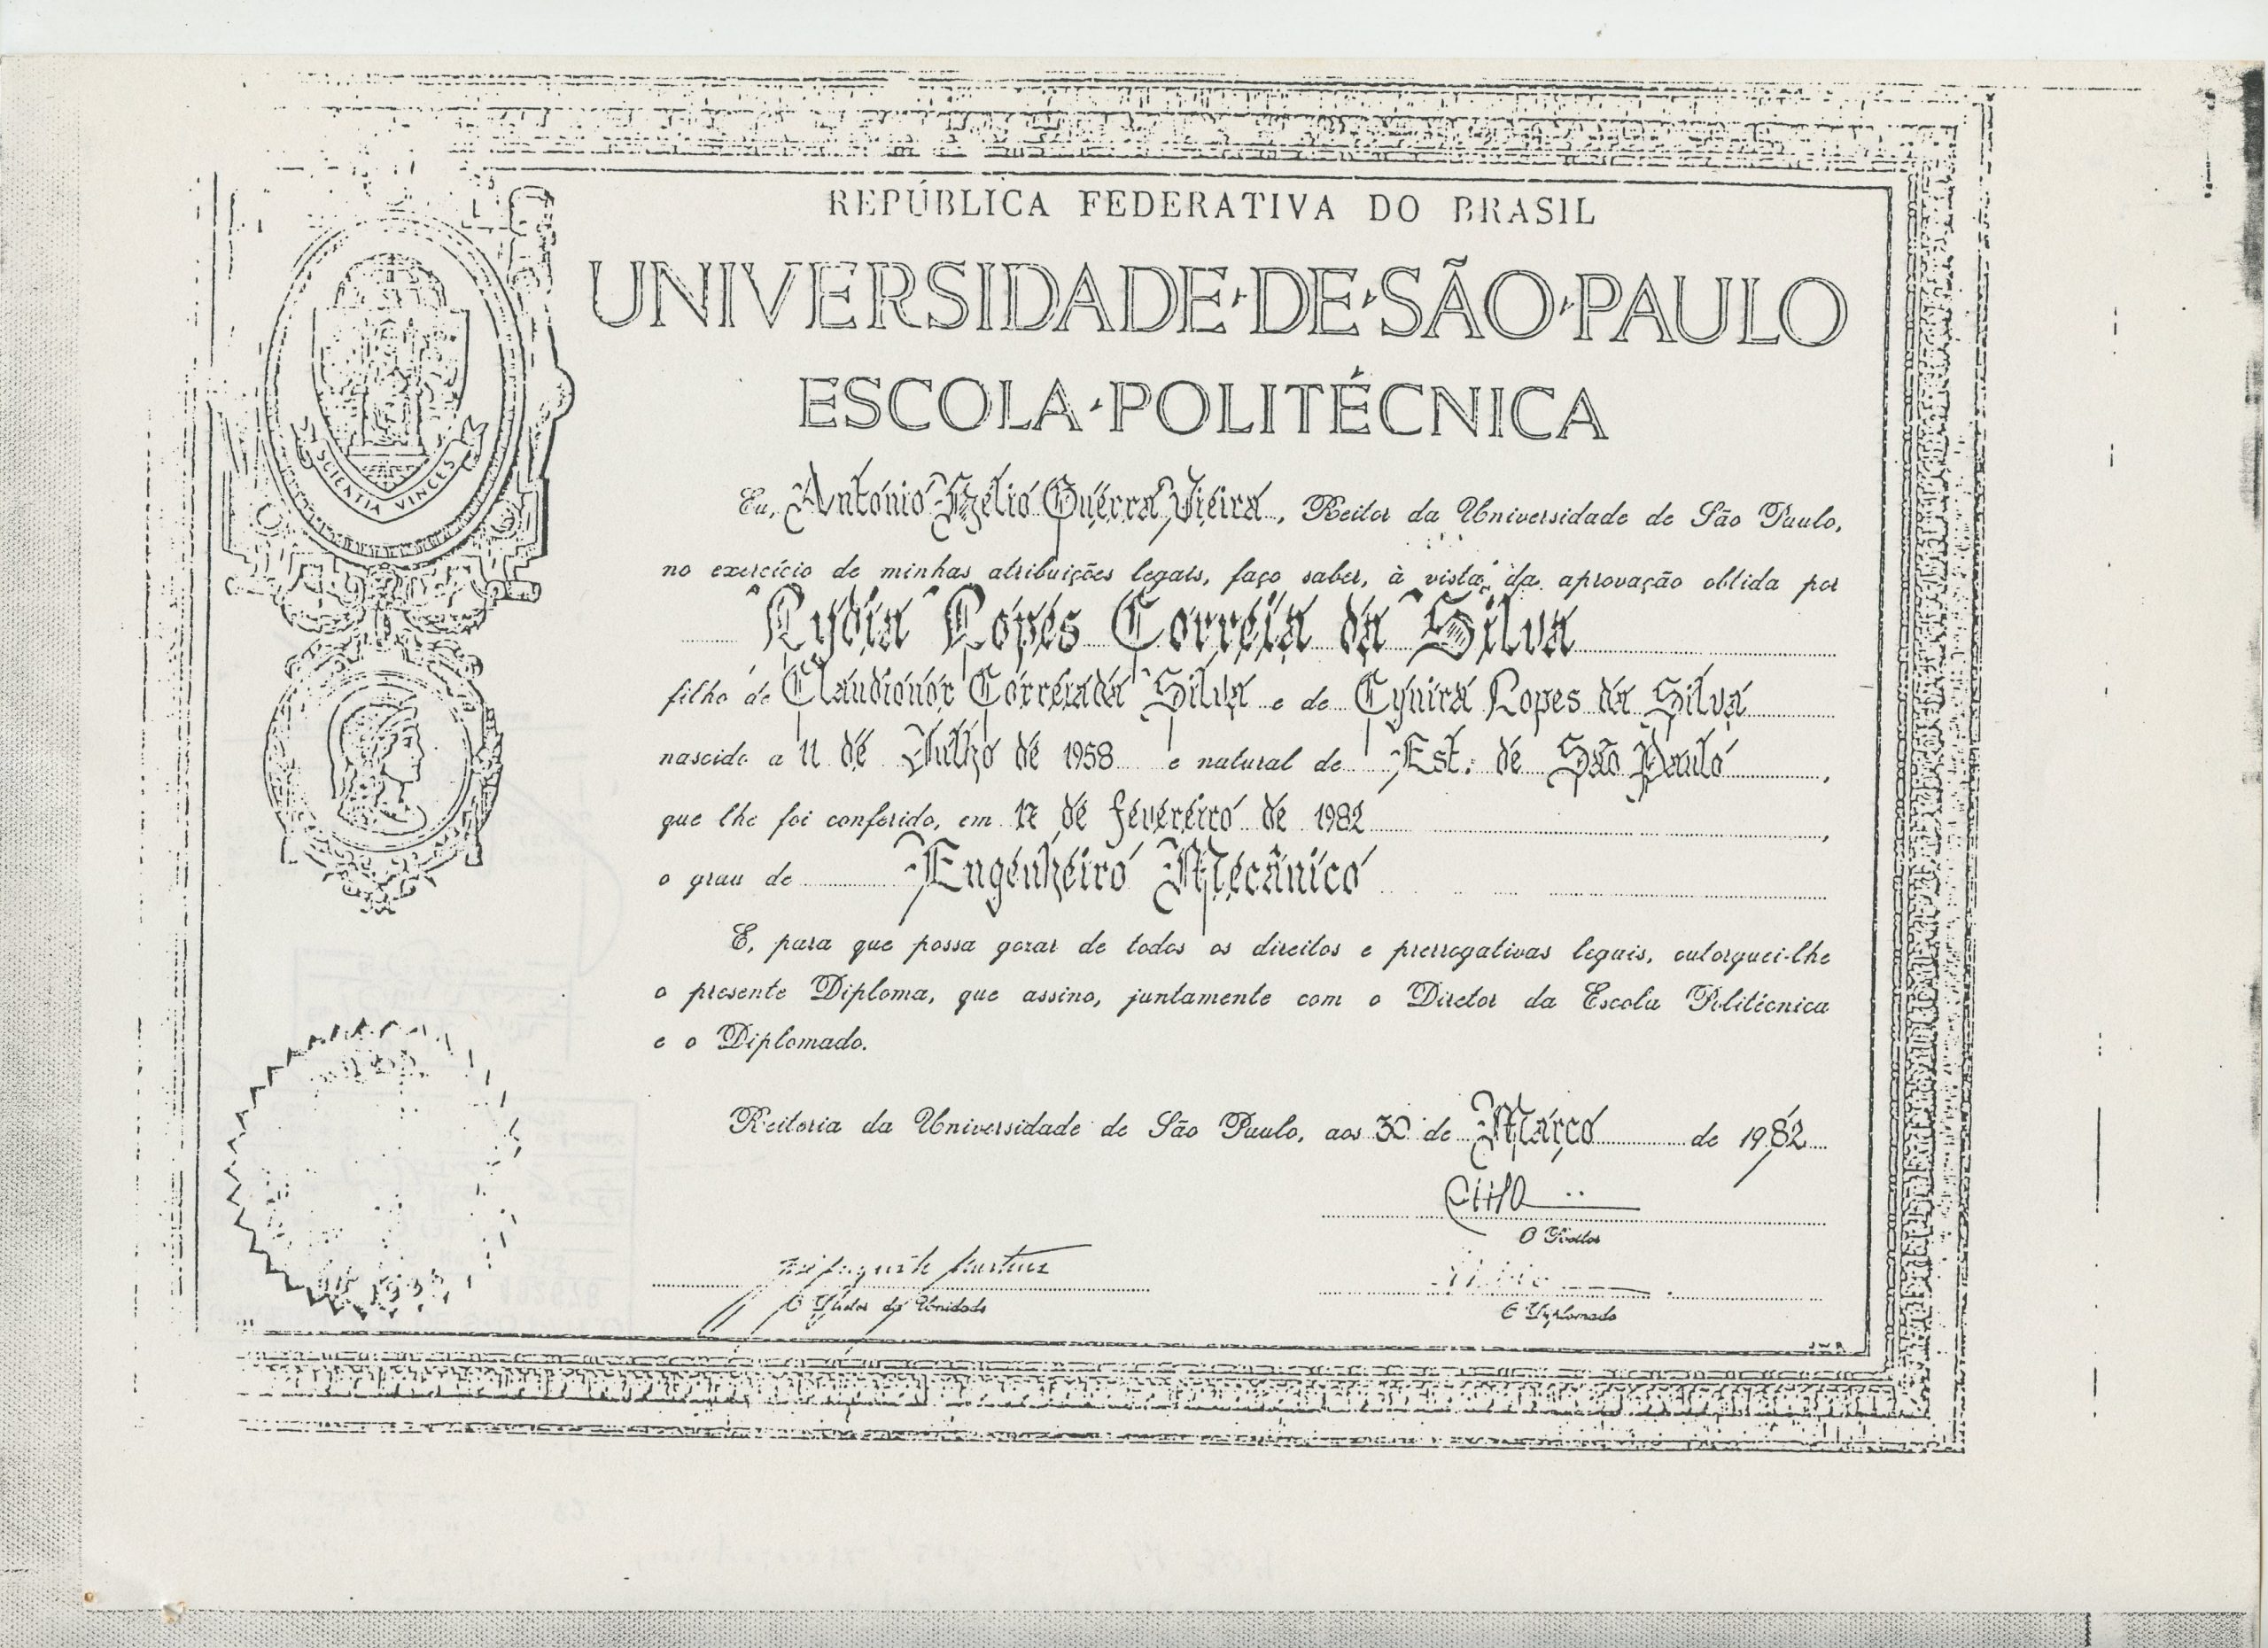 REPÚBLICA FEDERATIVA DO BRASIL
UNIVERSIDADE·DE·SÃO·PAULO
ESCOLA·POLITÉCNICA
SCIENTIA VINCES
Eu, Antonio Helio Guerra Vieira, Reitor da Universidade de São Paulo,
no exercício de minhas atribuições legais, faço saber, à vista da aprovação obtida por
Lydia Lopes Correia da Silva
filho de Claudionor Correia da Silva e de Cynira Lopes da Silva
nascido a 11 de Julho de 1958 e natural de Est. de São Paulo,
que lhe foi conferido, em 17 de fevereiro de 1982,
o grau de Engenheiro Mecânico
E, para que possa gozar de todos os direitos e prerrogativas legais, outorguei-lhe
o presente Diploma, que assino, juntamente com o Diretor da Escola Politécnica
e o Diplomado.
Reitoria da Universidade de São Paulo, aos 30 de Março de 1982
O Reitor
O Diretor da Unidade
O Diplomado